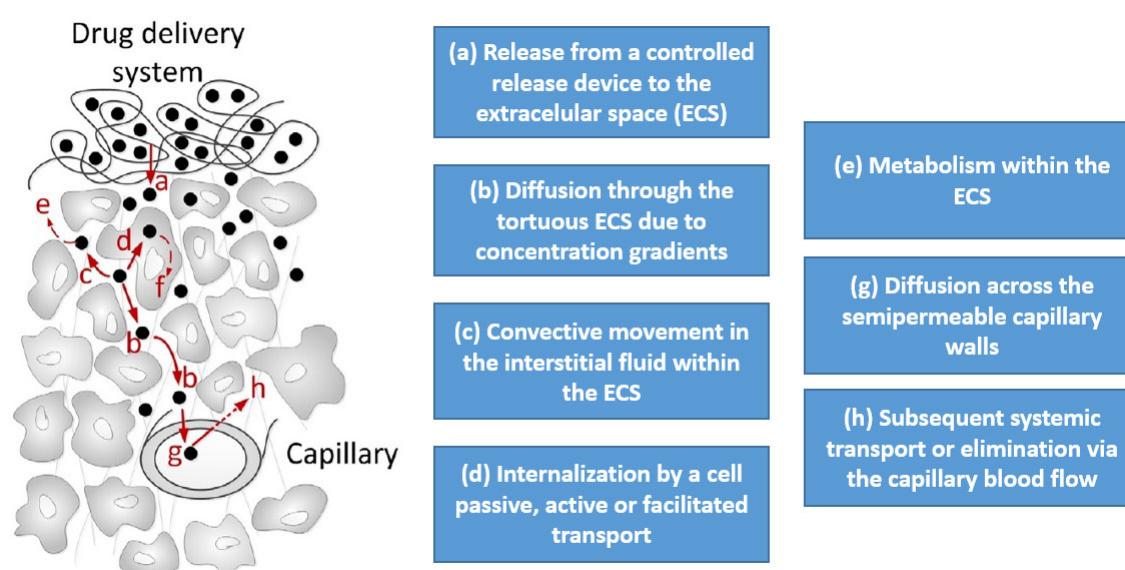 Drug delivery
system
a
e
d
c
f
b
b
h
g
Capillary
(a) Release from a controlled
release device to the
extracelular space (ECS)
(b) Diffusion through the
tortuous ECS due to
concentration gradients
(c) Convective movement in
the interstitial fluid within
the ECS
(d) Internalization by a cell
passive, active or facilitated
transport
(e) Metabolism within the
ECS
(g) Diffusion across the
semipermeable capillary
walls
(h) Subsequent systemic
transport or elimination via
the capillary blood flow